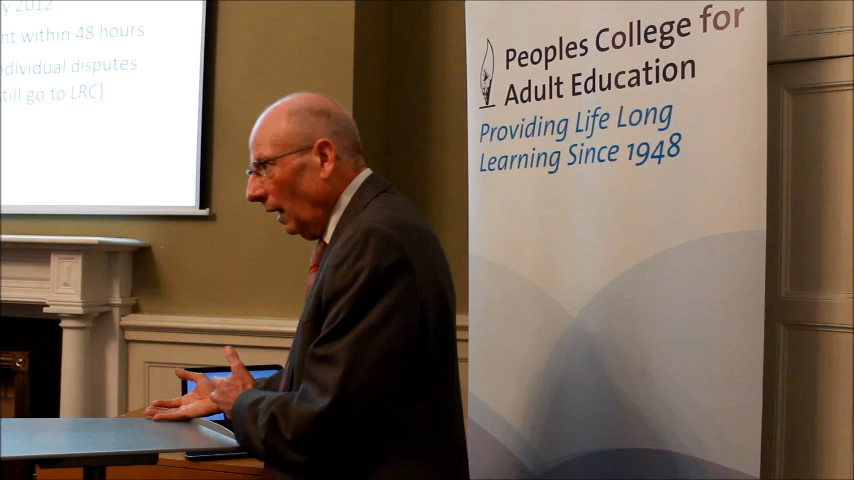 y 2012
nt within 48 hours
ndividual disputes
till go to LRC)
Peoples College for
Adult Education
Providing Life Long
Learning Since 1948